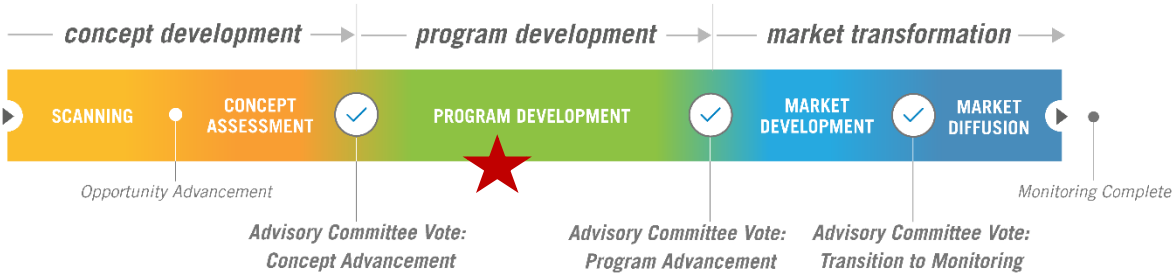 concept development
program development
market transformation
SCANNING
CONCEPT
ASSESSMENT
PROGRAM DEVELOPMENT
MARKET
DEVELOPMENT
MARKET
DIFFUSION
Opportunity Advancement
Monitoring Complete
Advisory Committee Vote:
Concept Advancement
Advisory Committee Vote:
Program Advancement
Advisory Committee Vote:
Transition to Monitoring